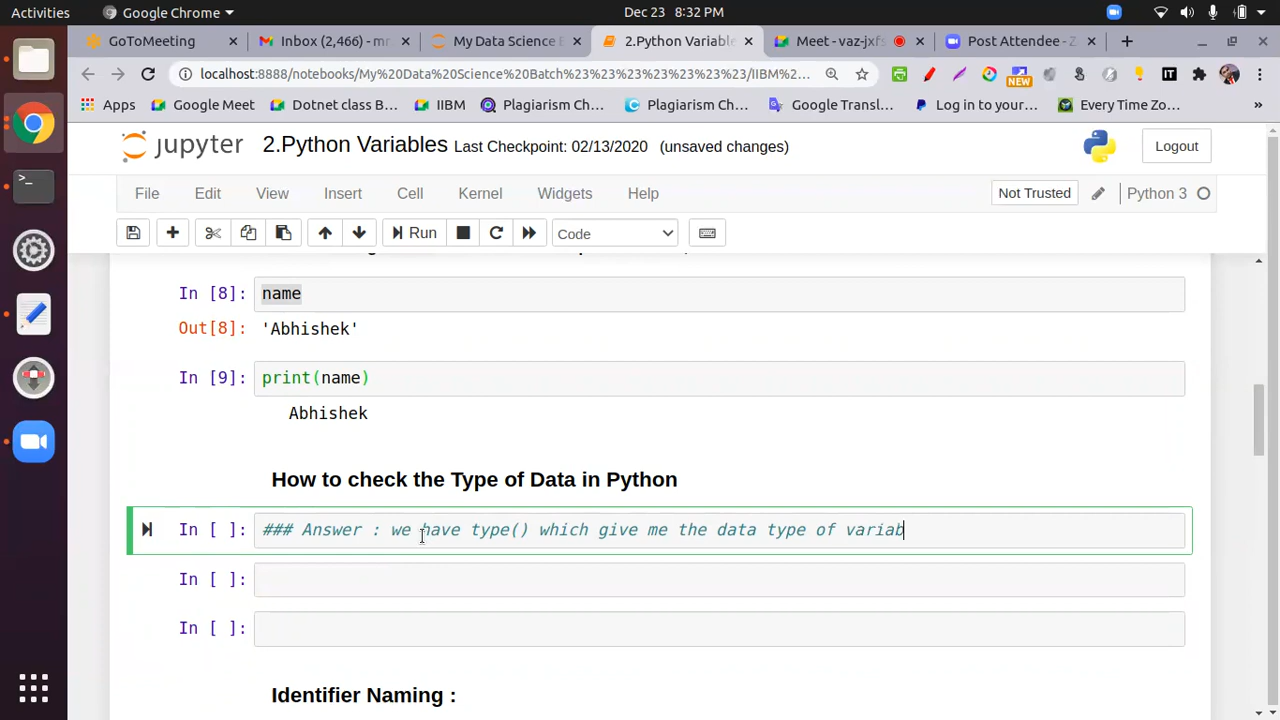 Activities Google Chrome Dec 23 8:32 PM
GoToMeeting Inbox (2,466) - mr My Data Science B 2.Python Variable Meet - vaz-jxfs Post Attendee - Z
localhost:8888/notebooks/My%20Data%20Science%20Batch%23%23%23%23%23%23/IIBM%2... NEW IT
Apps Google Meet Dotnet class B... IIBM Plagiarism Ch... Plagiarism Ch... Google Transl... Log in to your... Every Time Zo... »
jupyter 2.Python Variables Last Checkpoint: 02/13/2020 (unsaved changes) Logout
File Edit View Insert Cell Kernel Widgets Help Not Trusted Python 3
Run Code
In [8]: name
Out[8]: 'Abhishek'
In [9]: print(name)
Abhishek
How to check the Type of Data in Python
In [ ]: ### Answer : we have type() which give me the data type of variab
In [ ]:
In [ ]:
Identifier Naming :